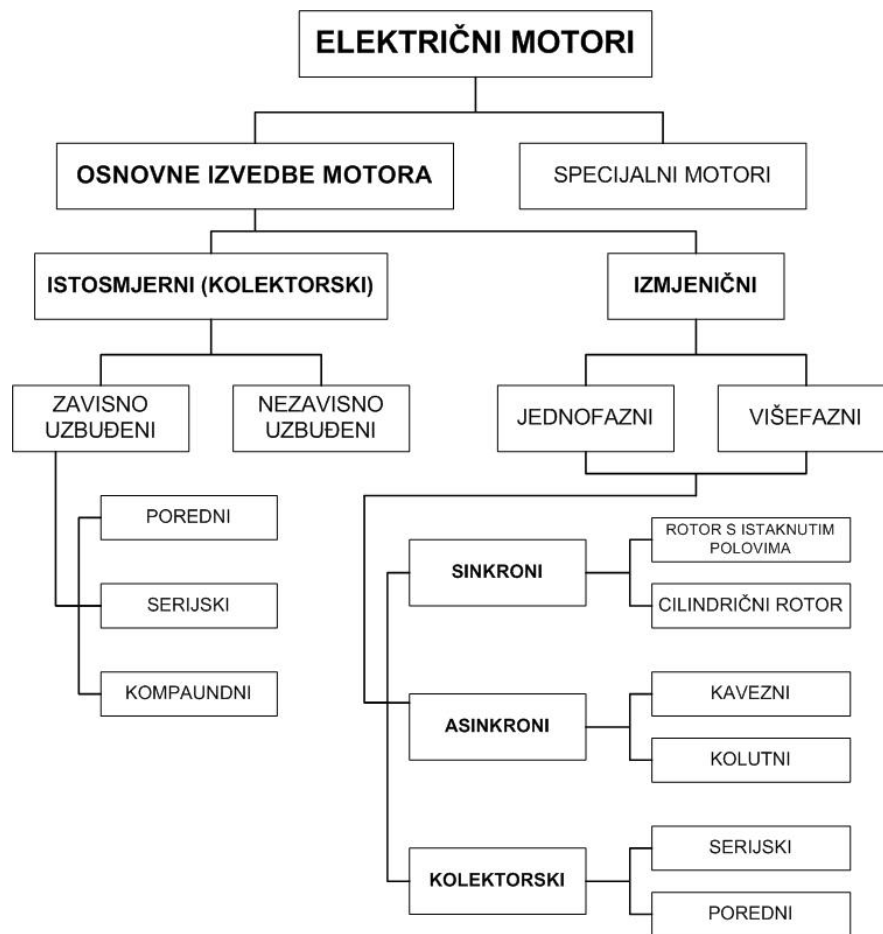 ELEKTRIČNI MOTORI
OSNOVNE IZVEDBE MOTORA
SPECIJALNI MOTORI
ISTOSMJERNI (KOLEKTORSKI)
IZMJENIČNI
ZAVISNO
UZBUĐENI
NEZAVISNO
UZBUĐENI
JEDNOFAZNI
VIŠEFAZNI
POREDNI
SERIJSKI
KOMPAUNDNI
SINKRONI
ROTOR S ISTAKNUTIM
POLOVIMA
CILINDRIČNI ROTOR
ASINKRONI
KAVEZNI
KOLUTNI
KOLEKTORSKI
SERIJSKI
POREDNI